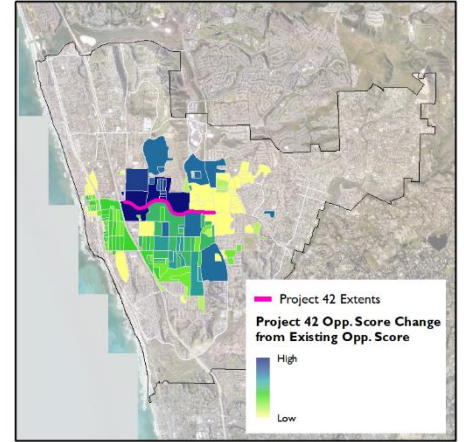 Project 42 Extents
Project 42 Opp. Score Change
from Existing Opp. Score
High
Low